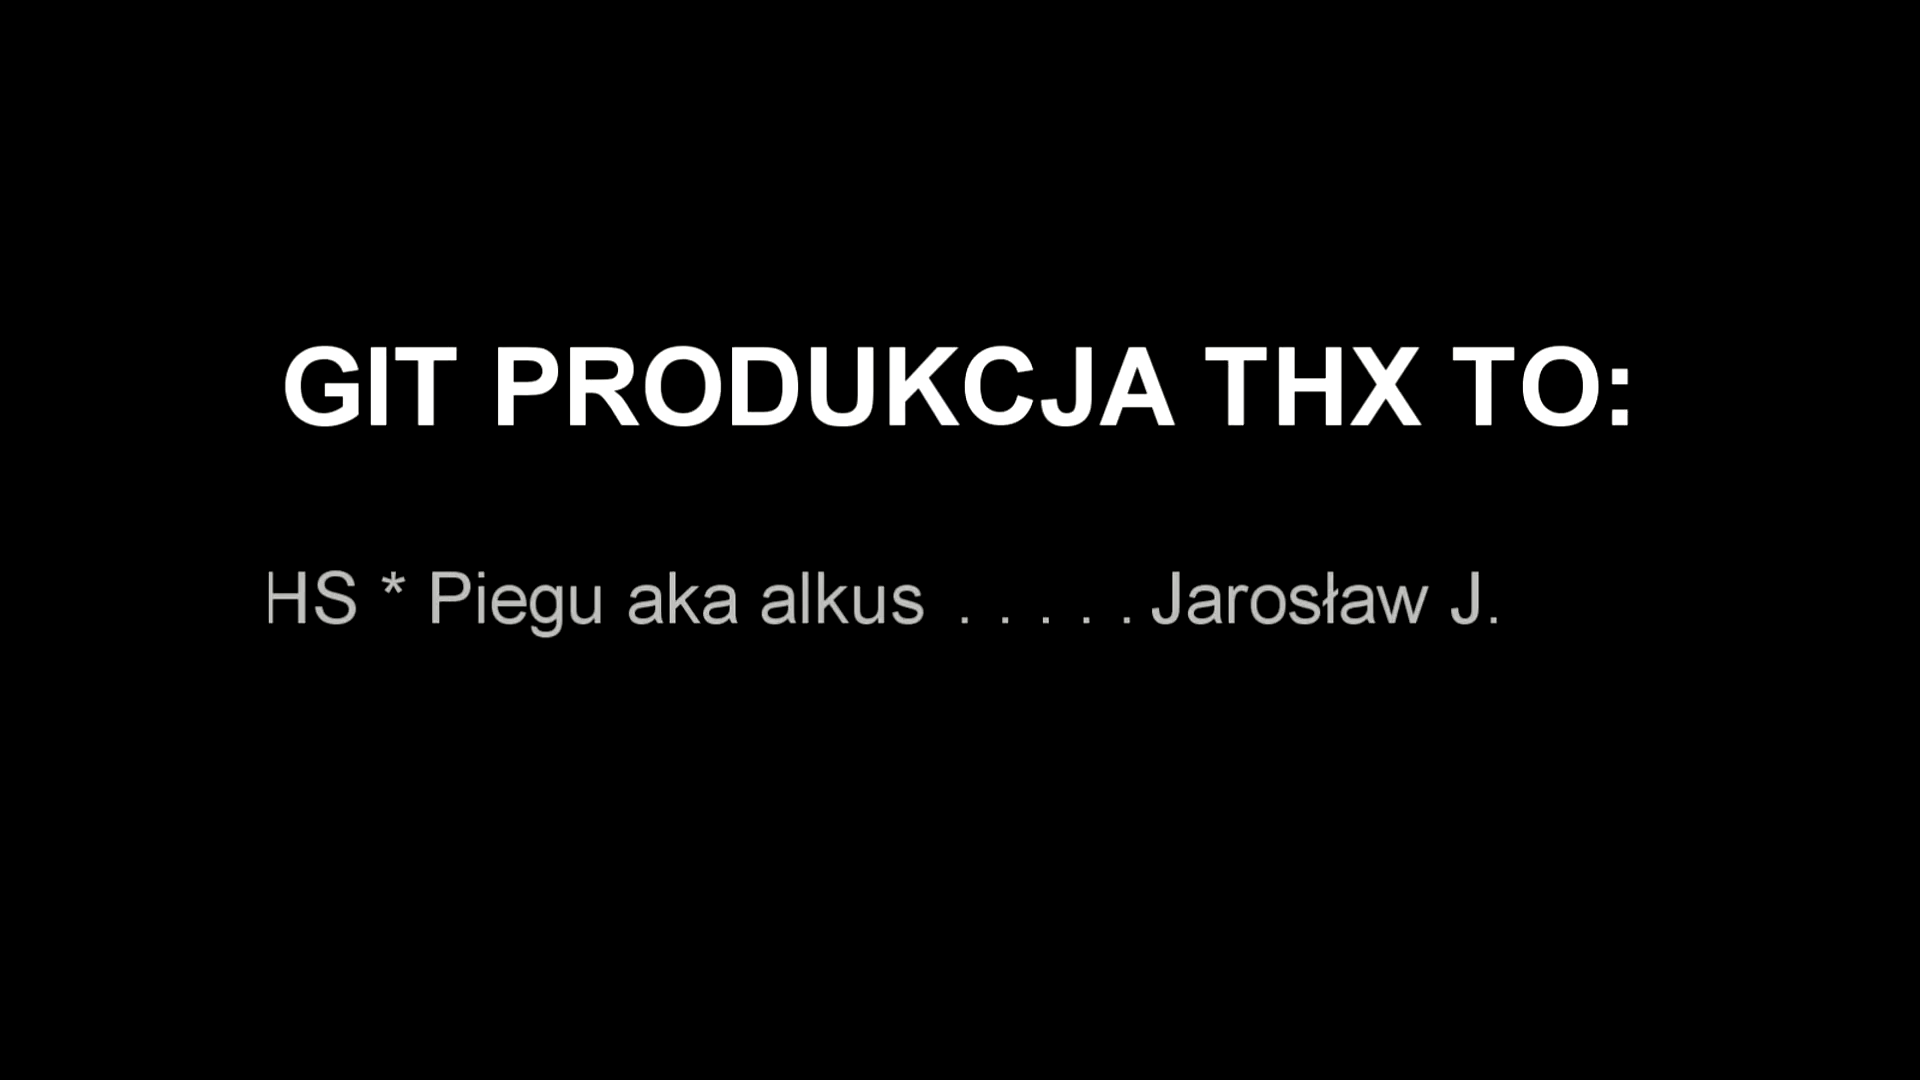 GIT PRODUKCJA THX TO:
HS * Piegu aka alkus . . . . . Jarosław J.